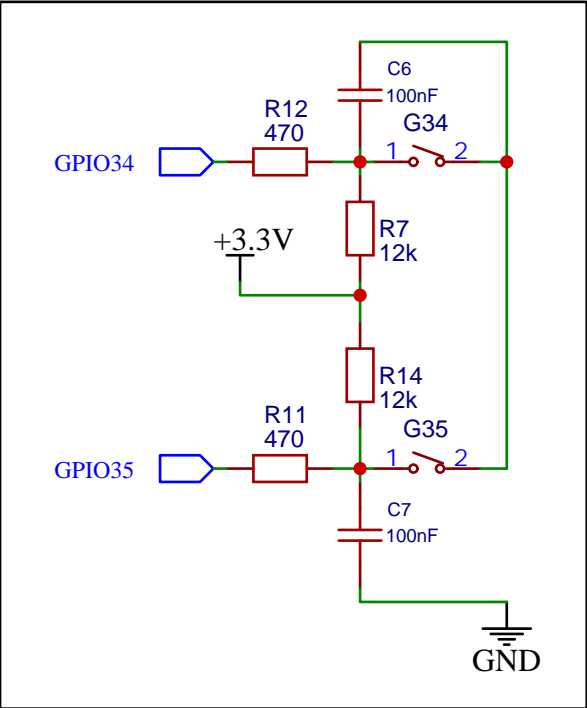 C6
100nF
R12
470
G34
GPIO34
1
2
R7
12k
+3.3V
R14
12k
R11
470
G35
GPIO35
1
2
C7
100nF
GND